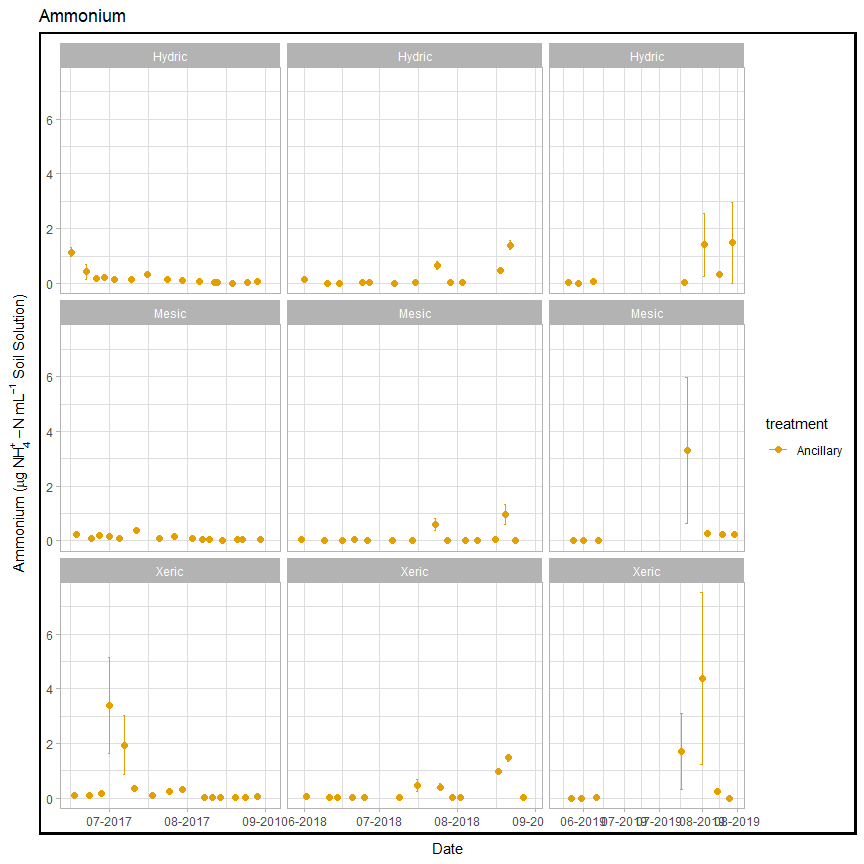 Ammonium
Hydric Hydric Hydric
6
4
2
0
Mesic Mesic Mesic
6
4
2
0
Xeric Xeric Xeric
6
4
2
0
07-2017 08-2017 09-201 06-2018 07-2018 08-2018 09-20 06-2019 07-2019 07-2019 08-2019 08-2019
Date
Ammonium (μg NH₄⁺ −N mL⁻¹ Soil Solution)
treatment
Ancillary